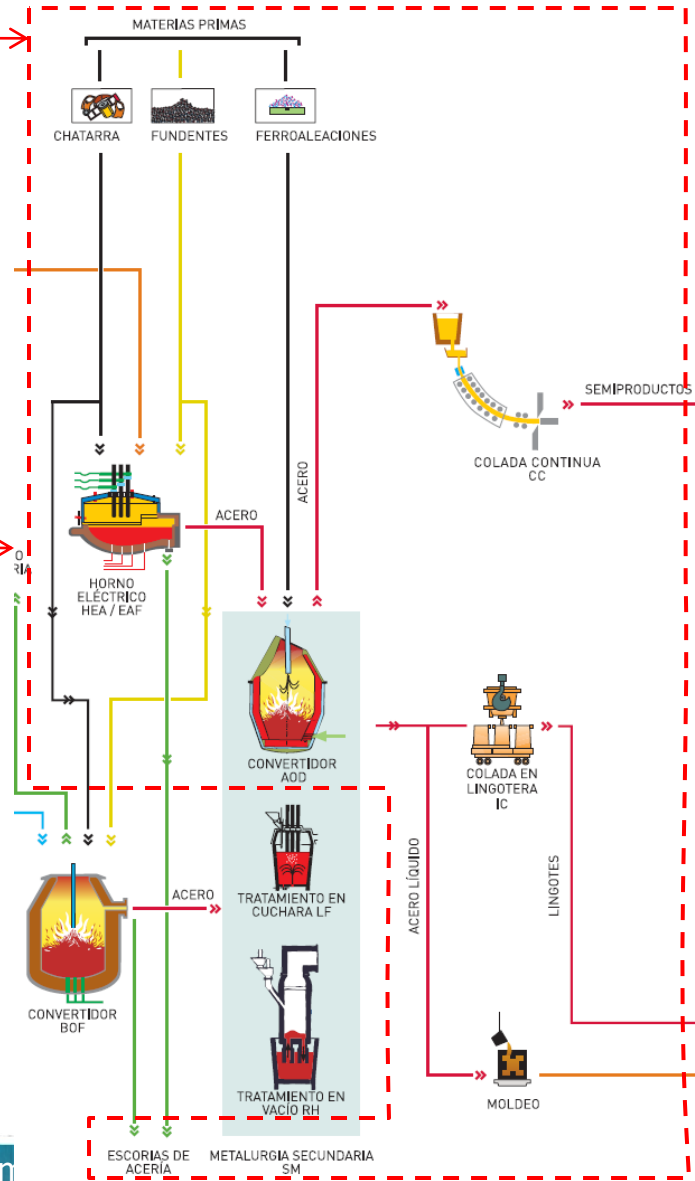 MATERIAS PRIMAS
CHATARRA
FUNDENTES
FERROALEACIONES
SEMIPRODUCTOS
COLADA CONTINUA
CC
ACERO
ACERO
O
RIA
HORNO
ELÉCTRICO
HEA / EAF
CONVERTIDOR
AOD
COLADA EN
LINGOTERA
IC
ACERO LÍQUIDO
LINGOTES
TRATAMIENTO EN
CUCHARA LF
ACERO
CONVERTIDOR
BOF
TRATAMIENTO EN
VACÍO RH
MOLDEO
ESCORIAS DE
ACERÍA
METALURGIA SECUNDARIA
SM